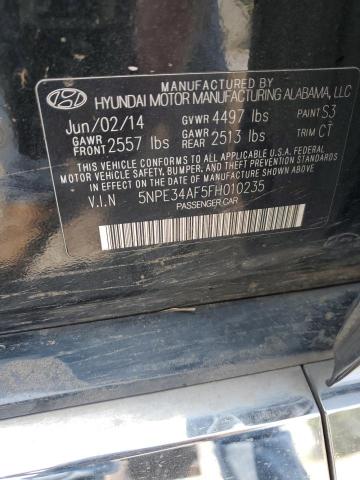 MANUFACTURED BY
HYUNDAI MOTOR MANUFACTURING ALABAMA, LLC
Jun/02/14 GVWR 4497 lbs PAINT S3
GAWR FRONT 2557 lbs GAWR REAR 2513 lbs TRIM CT
THIS VEHICLE CONFORMS TO ALL APPLICABLE U.S.A. FEDERAL
MOTOR VEHICLE SAFETY, BUMPER, AND THEFT PREVENTION
STANDARDS IN EFFECT ON THE DATE OF MANUFACTURE SHOWN ABOVE.
V.I.N 5NPE34AF5FH010235
PASSENGER CAR